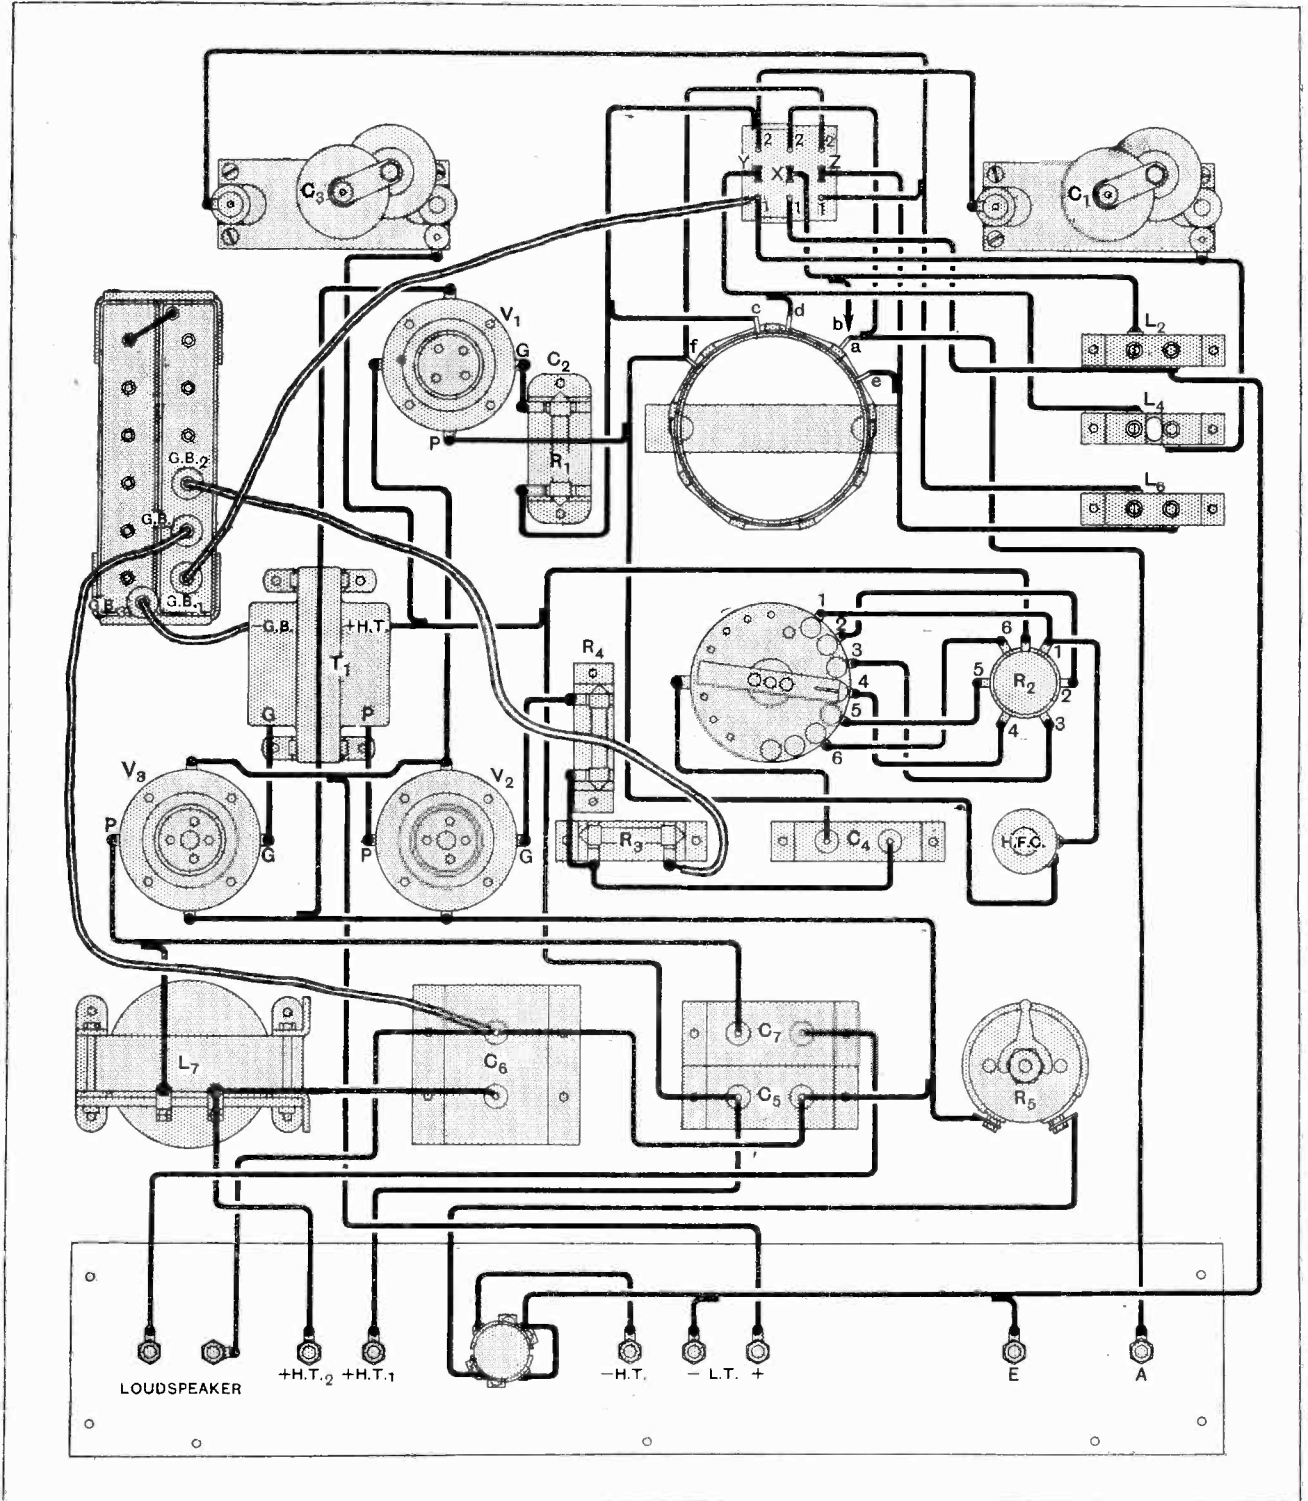 2 2 2
Y X Z
1 1 1
C3
C1
V1
G
C2
c d
b
a
f
e
L2
L4
L6
P
R1
G.B.2
G.B.
G.B.1
G.B.3
-G.B. +H.T.
T1
G P
R4
1
2
3
4
5
6
6 1
5 R2 2
4 3
V3
V2
P G
P G
R3
C4
H.F.C.
L7
C6
C7
C5
R5
+H.T.2 +H.T.1
-H.T.
- L.T. +
E
A
LOUDSPEAKER